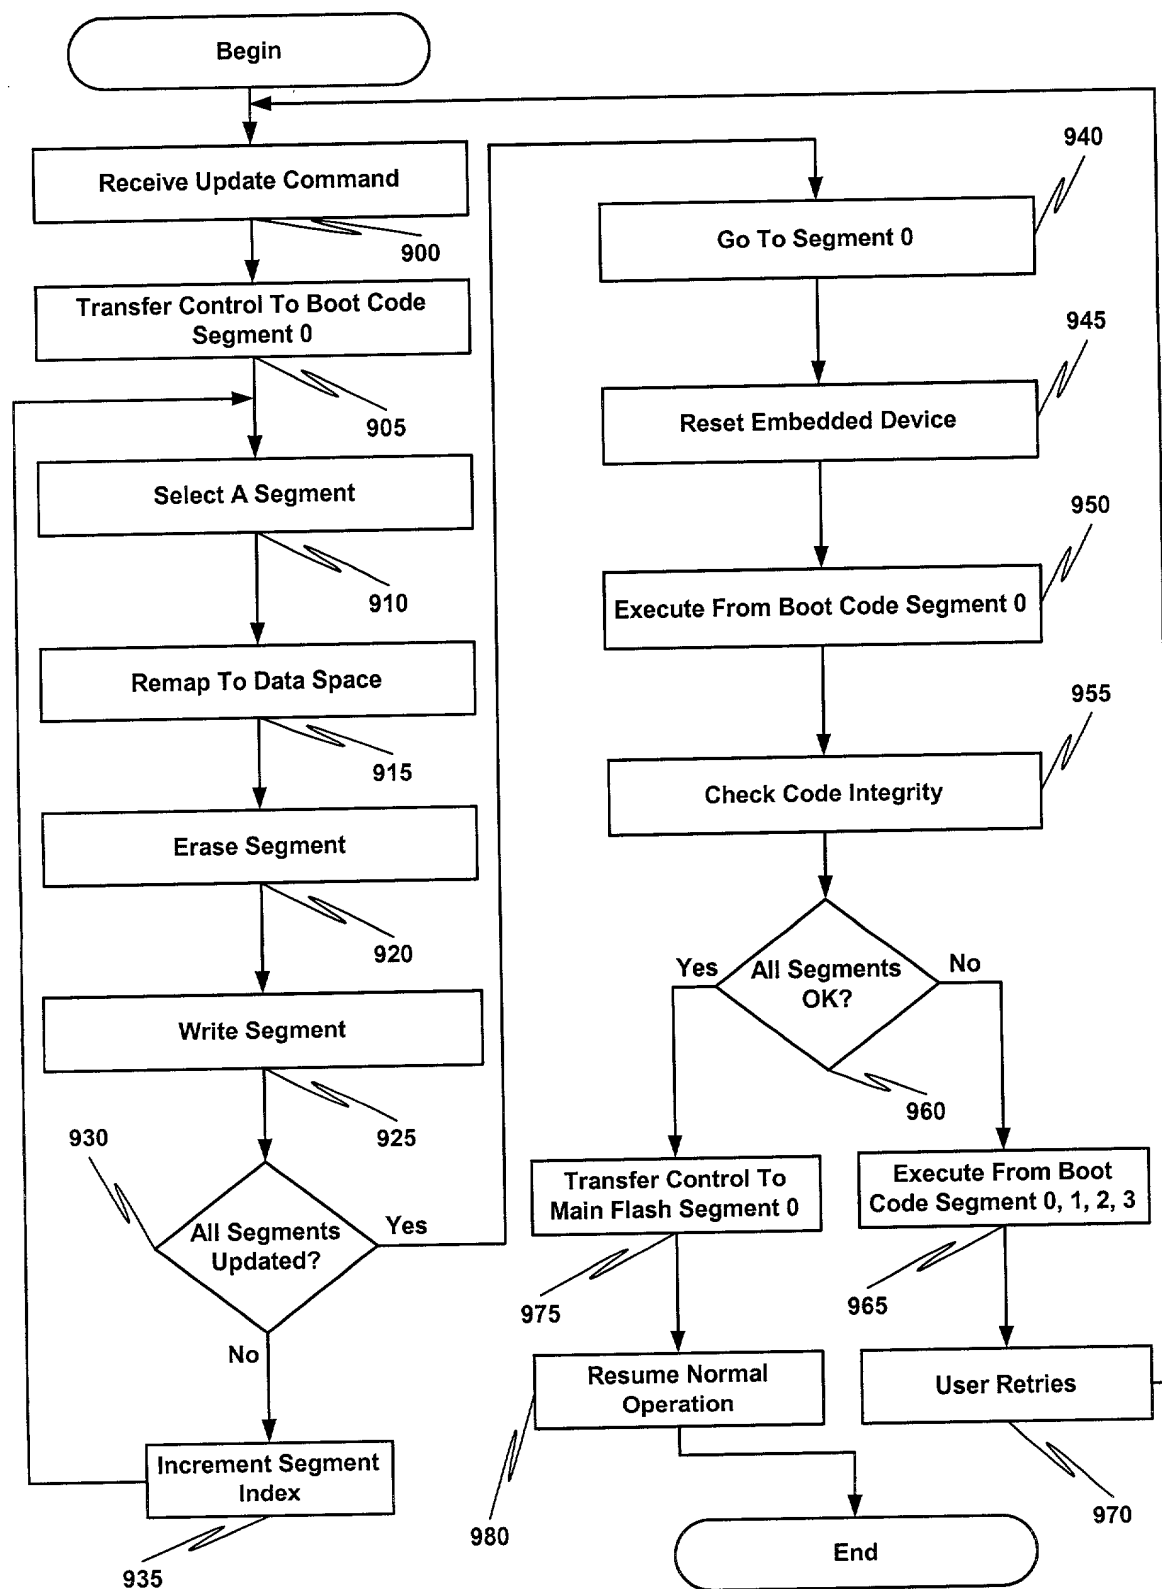 Begin
Receive Update Command
900
Transfer Control To Boot Code
Segment 0
905
Select A Segment
910
Remap To Data Space
915
Erase Segment
920
Write Segment
925
930
All Segments
Updated?
Yes
No
Increment Segment
Index
935
940
Go To Segment 0
945
Reset Embedded Device
950
Execute From Boot Code Segment 0
955
Check Code Integrity
Yes
All Segments
OK?
No
960
Transfer Control To
Main Flash Segment 0
975
Execute From Boot
Code Segment 0, 1, 2, 3
965
Resume Normal
Operation
980
User Retries
970
End